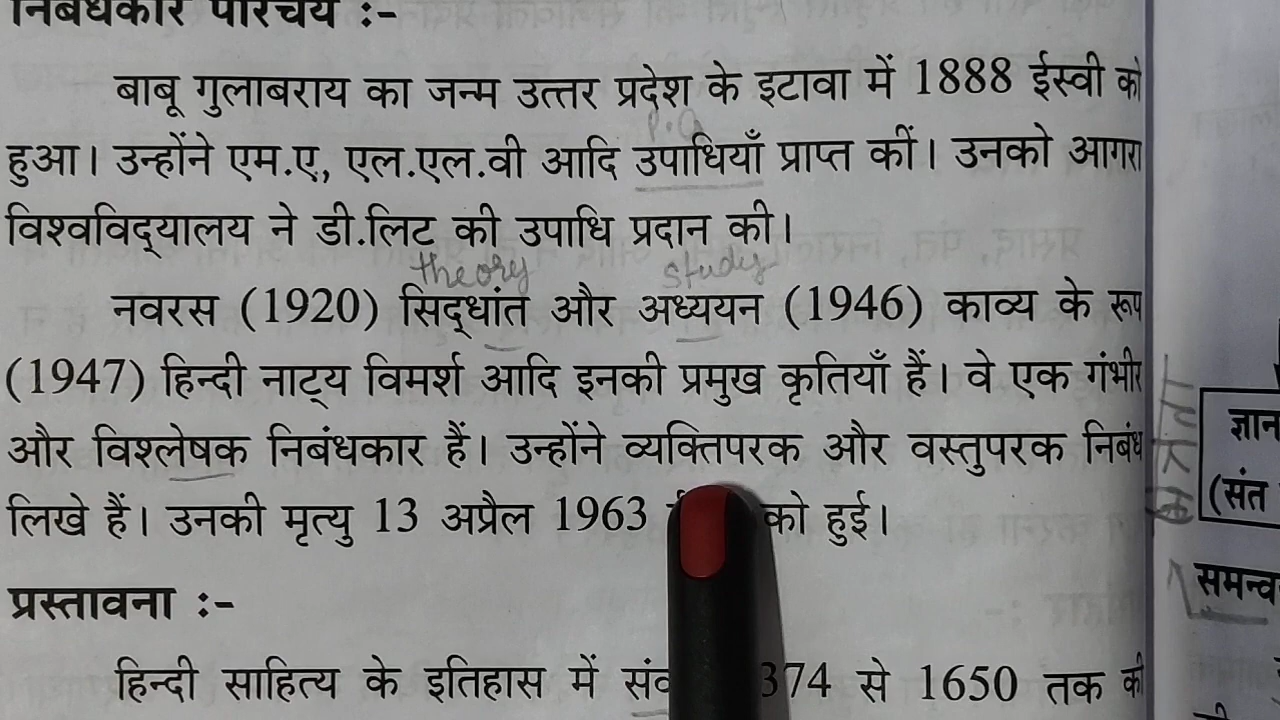 निबंधकार परिचय :-
बाबू गुलाबराय का जन्म उत्तर प्रदेश के इटावा में 1888 ईस्वी को
हुआ। उन्होंने एम.ए, एल.एल.वी आदि उपाधियाँ प्राप्त कीं। उनको आगरा
विश्वविद्यालय ने डी.लिट की उपाधि प्रदान की।
theory study
नवरस (1920) सिद्धांत और अध्ययन (1946) काव्य के रूप
(1947) हिन्दी नाट्य विमर्श आदि इनकी प्रमुख कृतियाँ हैं। वे एक गंभीर
और विश्लेषक निबंधकार हैं। उन्होंने व्यक्तिपरक और वस्तुपरक निबंध
लिखे हैं। उनकी मृत्यु 13 अप्रैल 1963 को हुई।
प्रस्तावना :-
हिन्दी साहित्य के इतिहास में 374 से 1650 तक की
ज्ञान
(संत